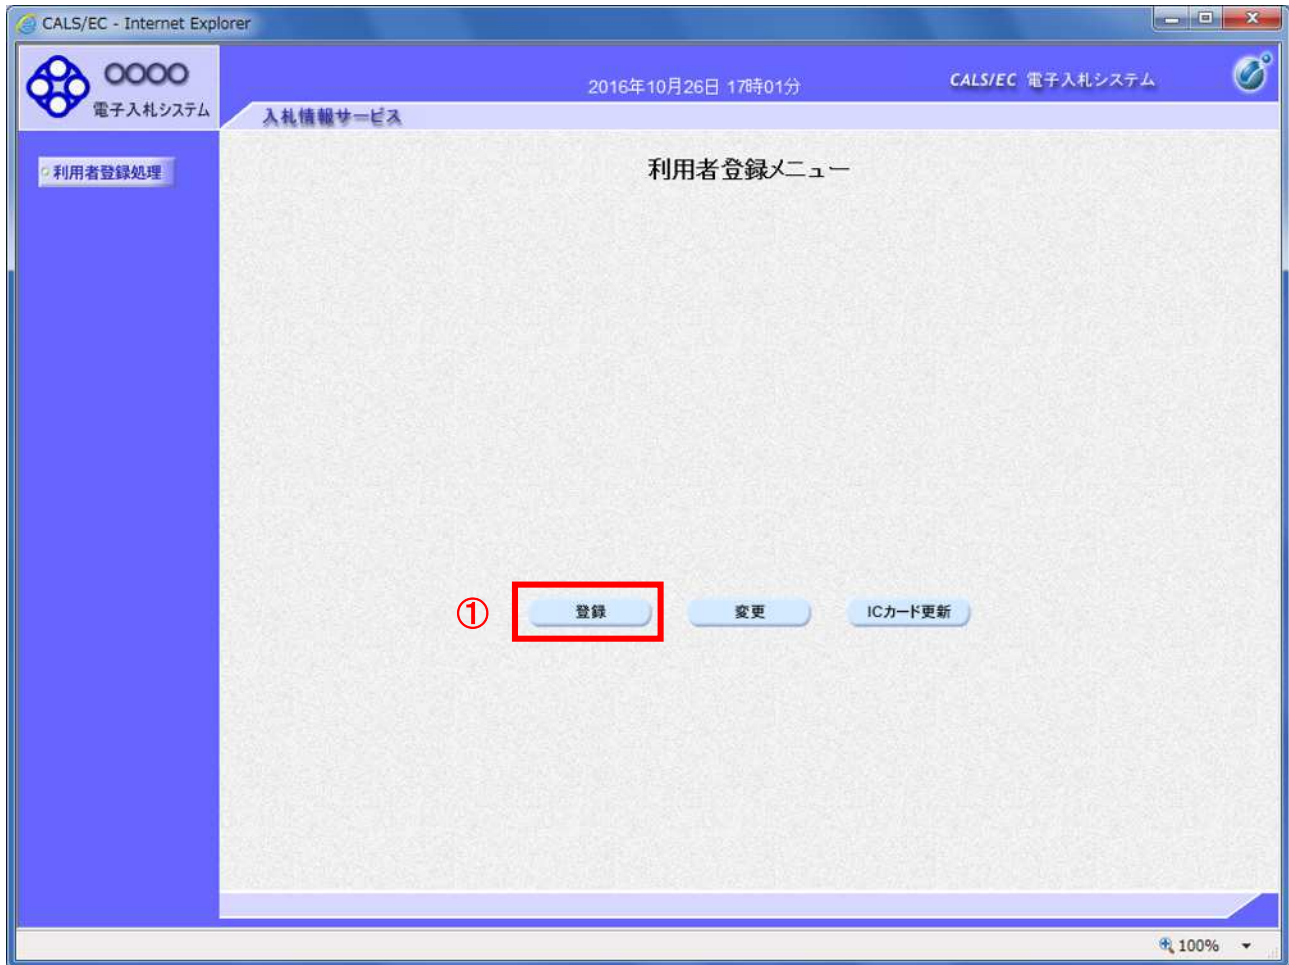 CALS/EC - Internet Explorer
○○○○
電子入札システム
2016年10月26日 17時01分
CALS/EC 電子入札システム
入札情報サービス
利用者登録処理
利用者登録メニュー
① 登録 変更 ICカード更新
100%